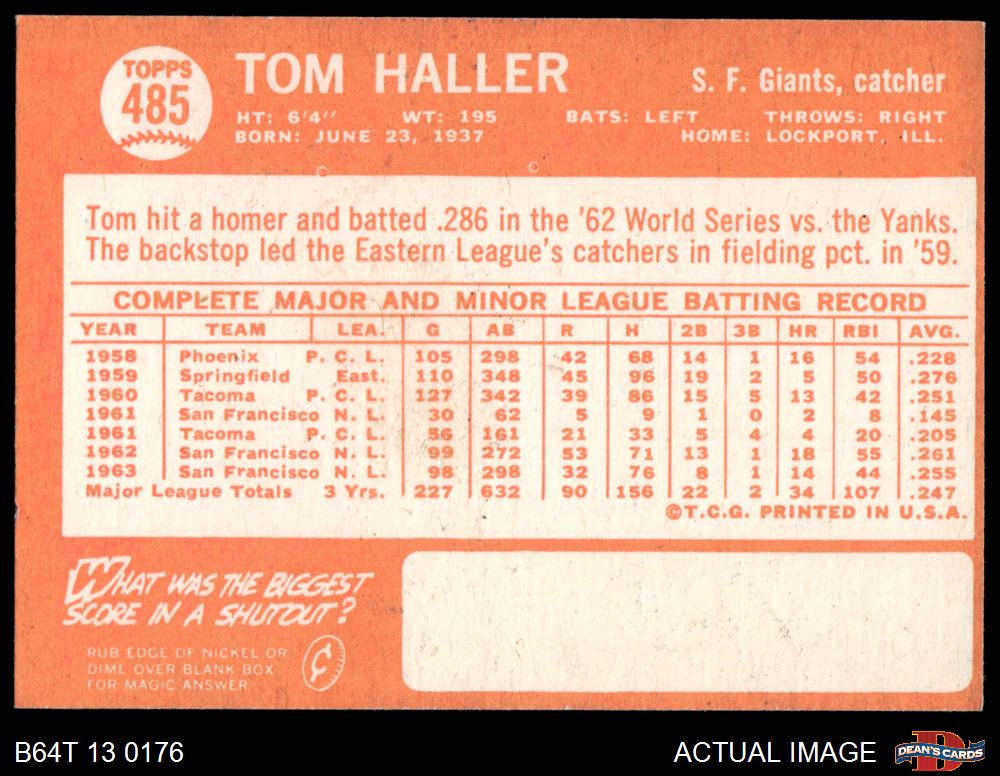 TOPPS
485
TOM HALLER
S. F. Giants, catcher
HT: 6'4" WT: 195 BATS: LEFT THROWS: RIGHT
BORN: JUNE 23, 1937 HOME: LOCKPORT, ILL.
Tom hit a homer and batted .286 in the '62 World Series vs. the Yanks.
The backstop led the Eastern League's catchers in fielding pct. in '59.
COMPLETE MAJOR AND MINOR LEAGUE BATTING RECORD
YEAR TEAM LEA. G AB R H 2B 3B HR RBI AVG.
1958 Phoenix P. C. L. 105 298 42 68 14 1 16 54 .228
1959 Springfield East. 110 348 45 96 19 2 5 50 .276
1960 Tacoma P. C. L. 127 342 39 86 15 5 13 42 .251
1961 San Francisco N. L. 30 62 5 9 1 0 2 8 .145
1961 Tacoma P. C. L. 56 161 21 33 5 4 4 20 .205
1962 San Francisco N. L. 99 272 53 71 13 1 18 55 .261
1963 San Francisco N. L. 98 298 32 76 8 1 14 44 .255
Major League Totals 3 Yrs. 227 632 90 156 22 2 34 107 .247
©T.C.G. PRINTED IN U.S.A.
WHAT WAS THE BIGGEST
SCORE IN A SHUTOUT?
RUB EDGE OF NICKEL OR
DIME OVER BLANK BOX
FOR MAGIC ANSWER
¢
B64T 13 0176
ACTUAL IMAGE
DEAN'S CARDS